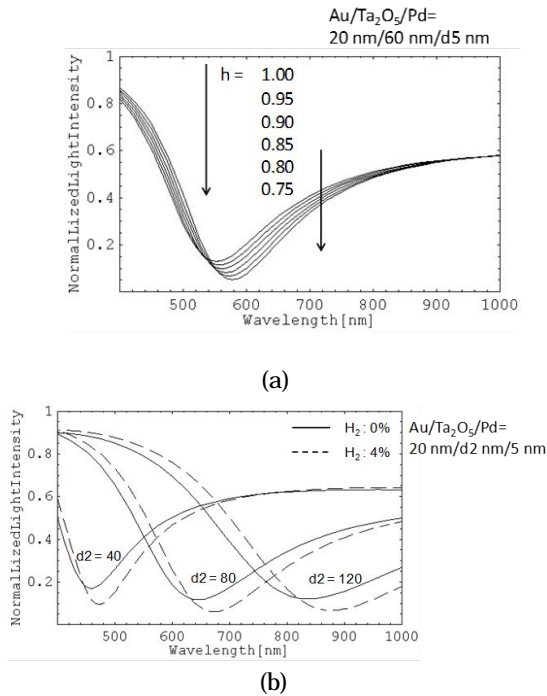 Au/Ta2O5/Pd=
20 nm/60 nm/d5 nm
h = 1.00
0.95
0.90
0.85
0.80
0.75
NormalLizedLightIntensity
1
0.8
0.6
0.4
0.2
500 600 700 800 900 1000
Wavelength[nm]
(a)
H2: 0%
H2: 4%
Au/Ta2O5/Pd=
20 nm/d2 nm/5 nm
NormalLizedLightIntensity
1
0.8
0.6
0.4
0.2
d2 = 40
d2 = 80
d2 = 120
500 600 700 800 900 1000
Wavelength[nm]
(b)